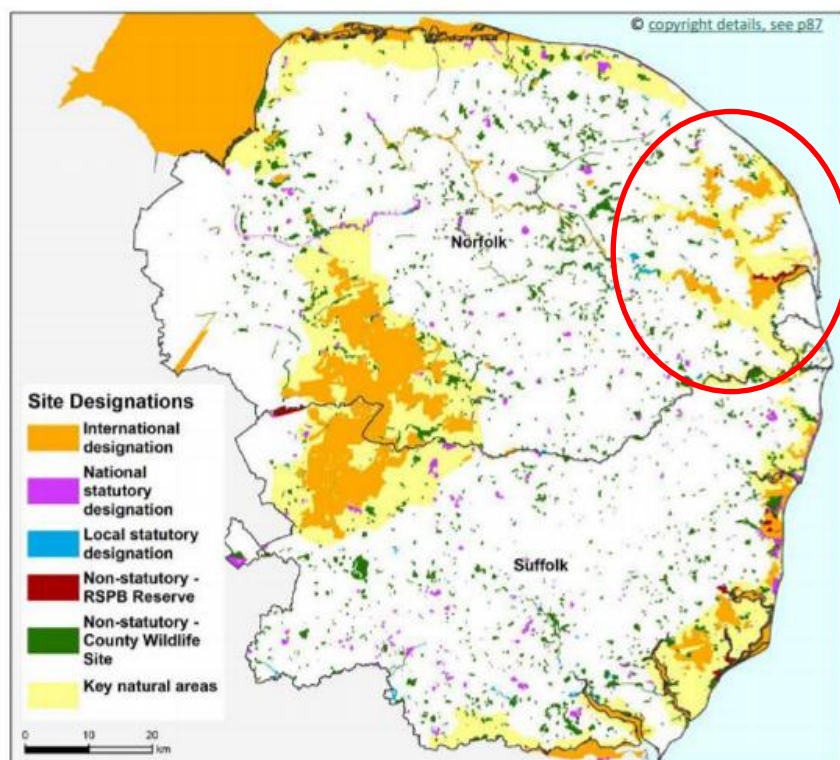 © copyright details, see p87
Norfolk
Suffolk
Site Designations
International
designation
National
statutory
designation
Local statutory
designation
Non-statutory -
RSPB Reserve
Non-statutory -
County Wildlife
Site
Key natural areas
0 10 20
km